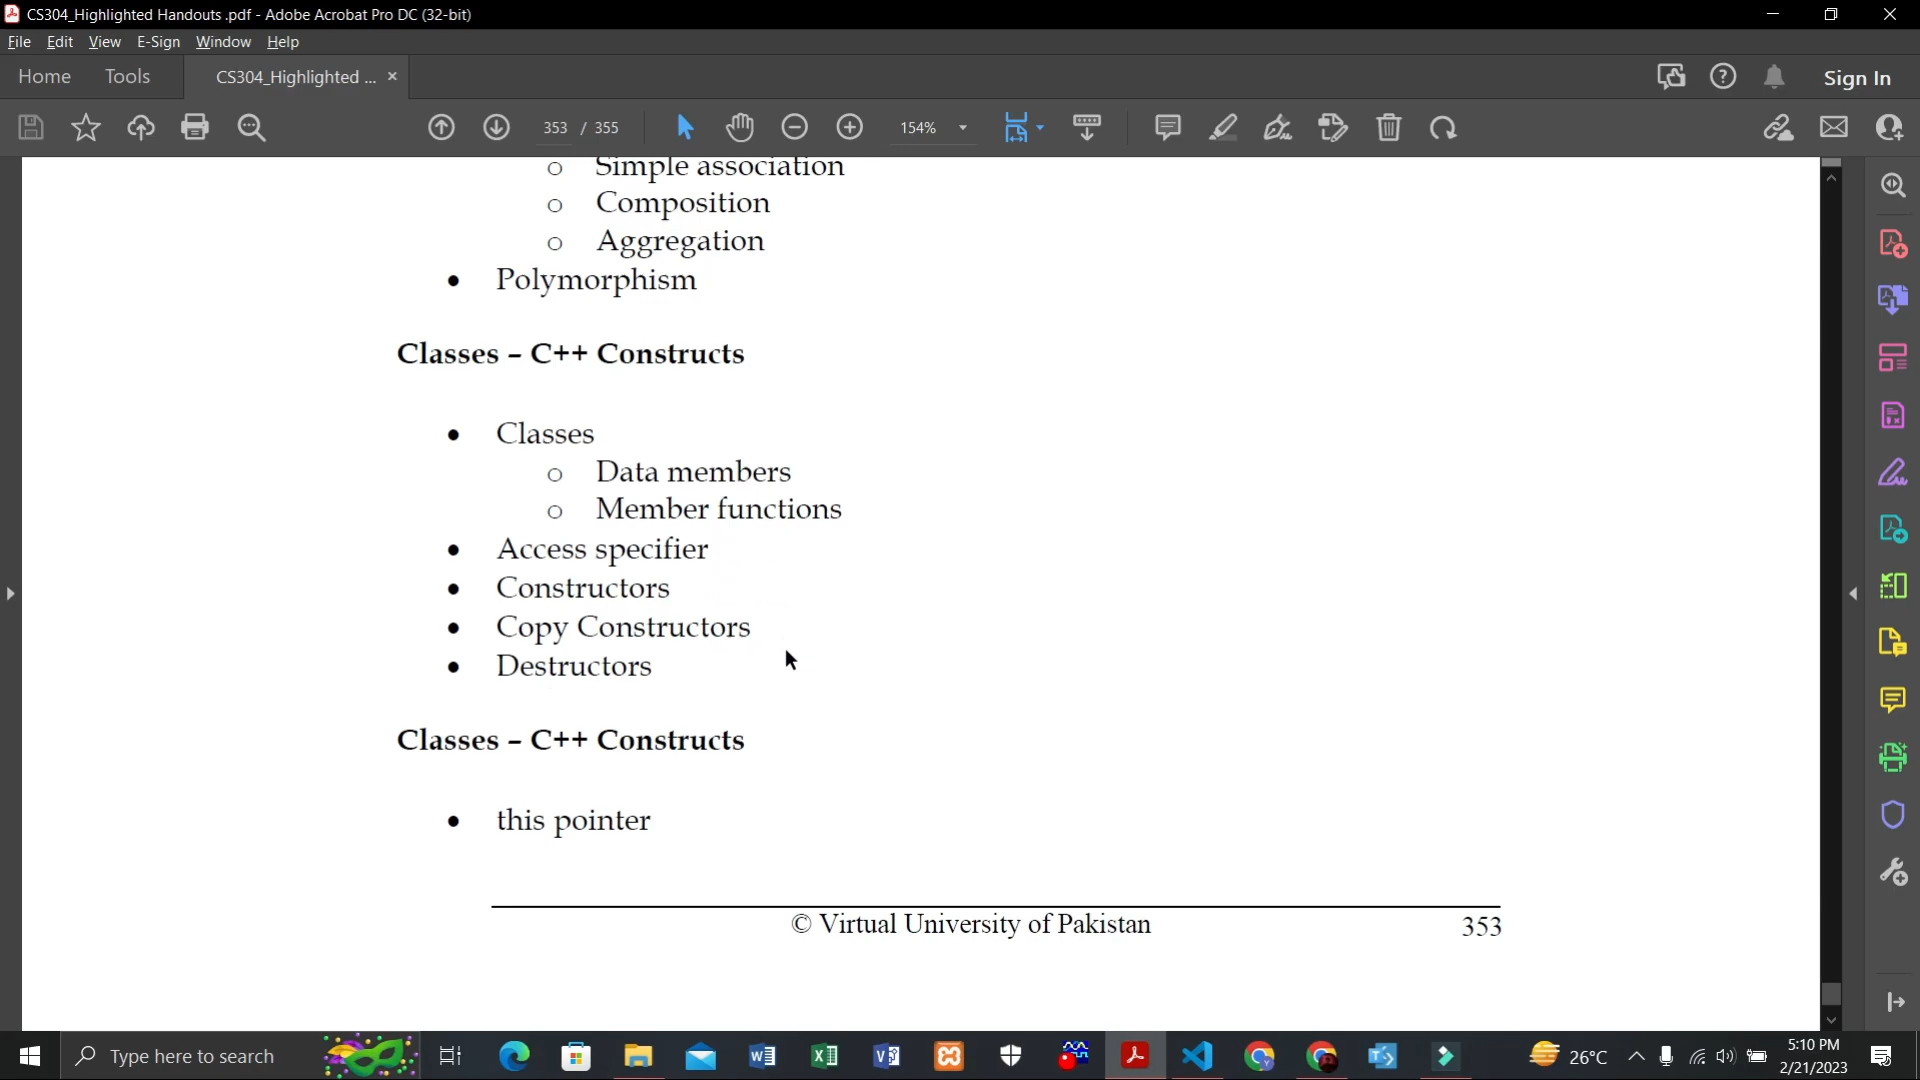 CS304_Highlighted Handouts .pdf - Adobe Acrobat Pro DC (32-bit)
File Edit View E-Sign Window Help
Home Tools CS304_Highlighted ... × Sign In
353 / 355 154%
Simple association
Composition
Aggregation
Polymorphism
Classes – C++ Constructs
Classes
Data members
Member functions
Access specifier
Constructors
Copy Constructors
Destructors
Classes – C++ Constructs
this pointer
© Virtual University of Pakistan 353
Type here to search 26°C 5:10 PM
2/21/2023